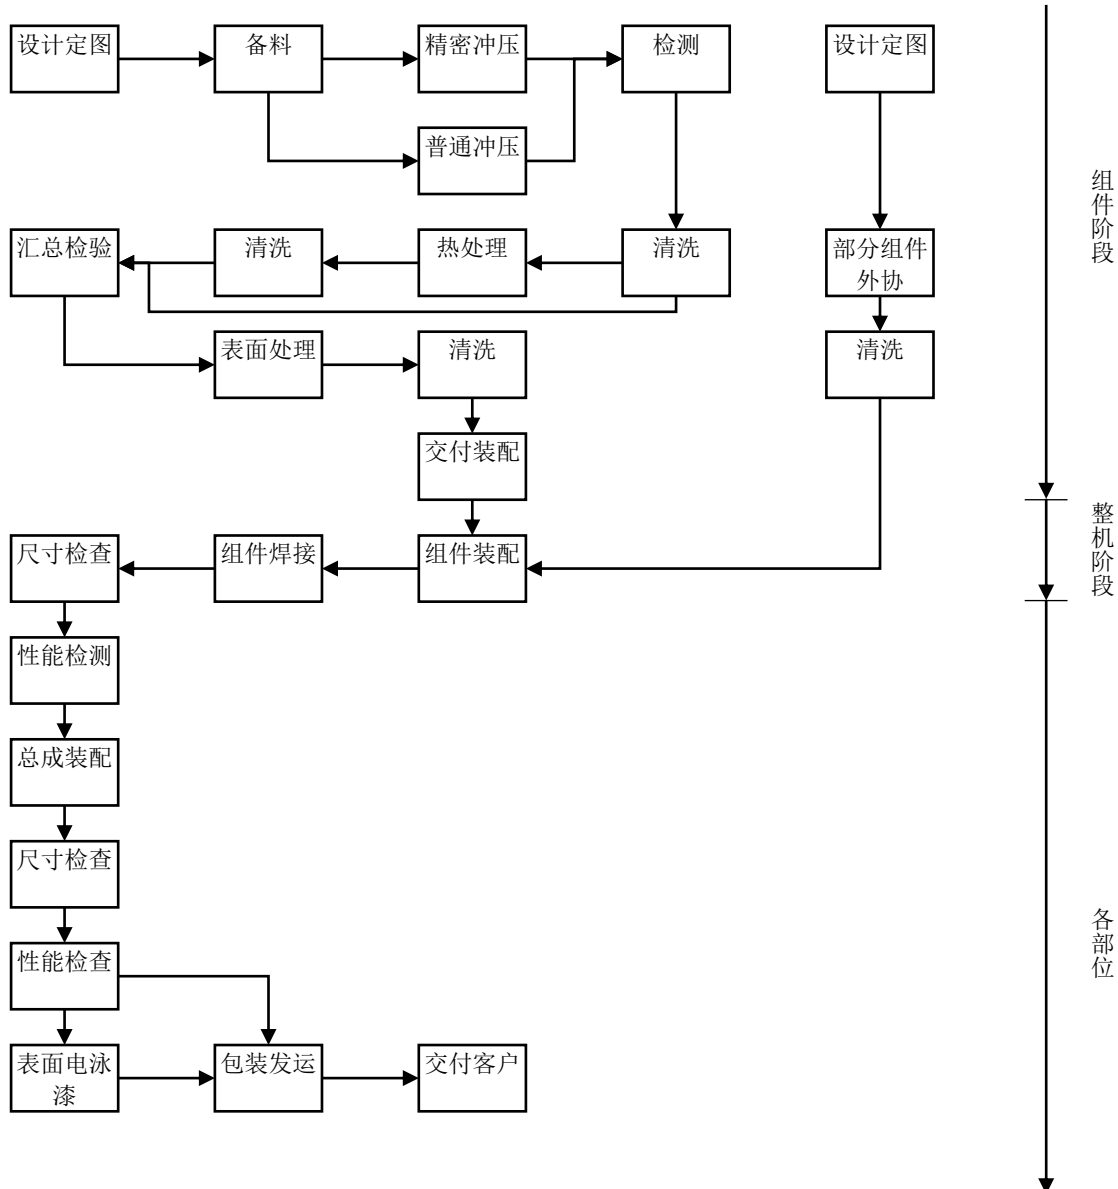 设计定图
备料
精密冲压
检测
设计定图
普通冲压
组件阶段
汇总检验
清洗
热处理
清洗
部分组件
外协
表面处理
清洗
清洗
交付装配
整机阶段
尺寸检查
组件焊接
组件装配
性能检测
总成装配
尺寸检查
各部位
性能检查
表面电泳
漆
包装发运
交付客户